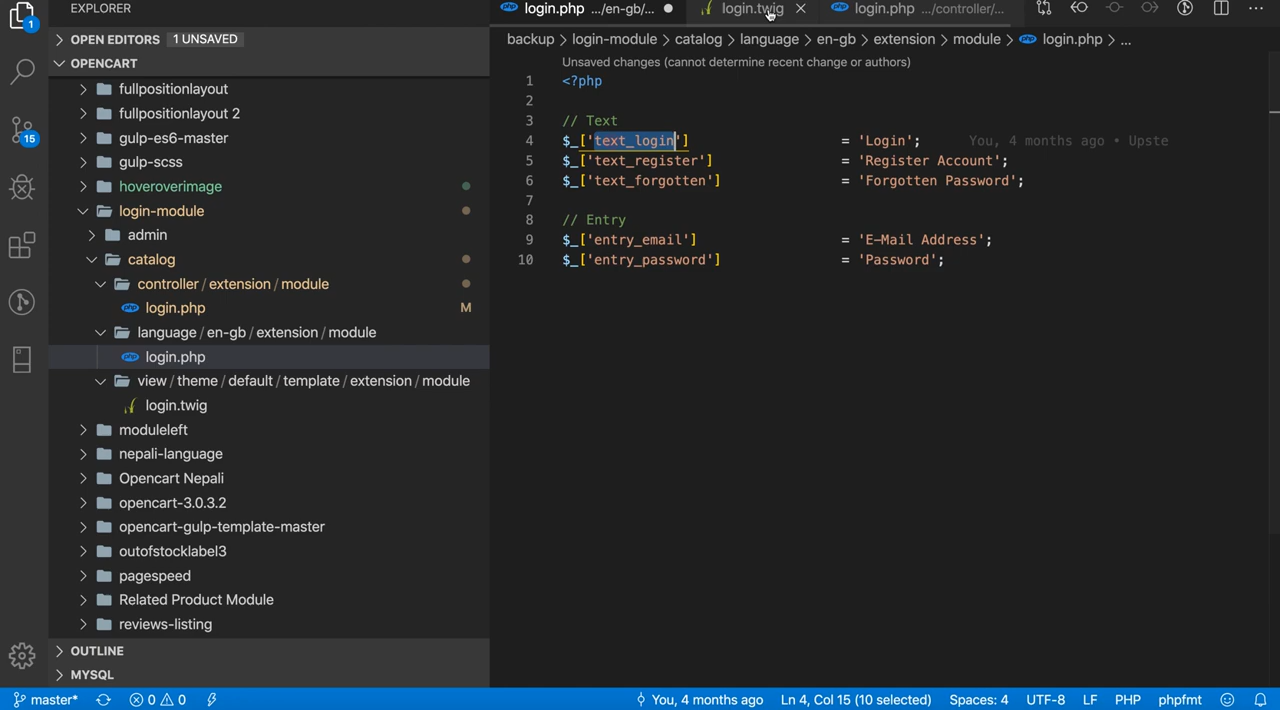 EXPLORER
login.php .../en-gb/...
login.twig
login.php .../controller/...
1
OPEN EDITORS 1 UNSAVED
OPENCART
backup > login-module > catalog > language > en-gb > extension > module > login.php > ...
fullpositionlayout
fullpositionlayout 2
gulp-es6-master
gulp-scss
hoveroverimage
login-module
admin
catalog
controller / extension / module
login.php M
language / en-gb / extension / module
login.php
view / theme / default / template / extension / module
login.twig
moduleleft
nepali-language
Opencart Nepali
opencart-3.0.3.2
opencart-gulp-template-master
outofstocklabel3
pagespeed
Related Product Module
reviews-listing
OUTLINE
MYSQL
15
Unsaved changes (cannot determine recent change or authors)
1 <?php
2
3 // Text
4 $_['text_login'] = 'Login'; You, 4 months ago • Upste
5 $_['text_register'] = 'Register Account';
6 $_['text_forgotten'] = 'Forgotten Password';
7
8 // Entry
9 $_['entry_email'] = 'E-Mail Address';
10 $_['entry_password'] = 'Password';
master* 0 0 You, 4 months ago Ln 4, Col 15 (10 selected) Spaces: 4 UTF-8 LF PHP phpfmt